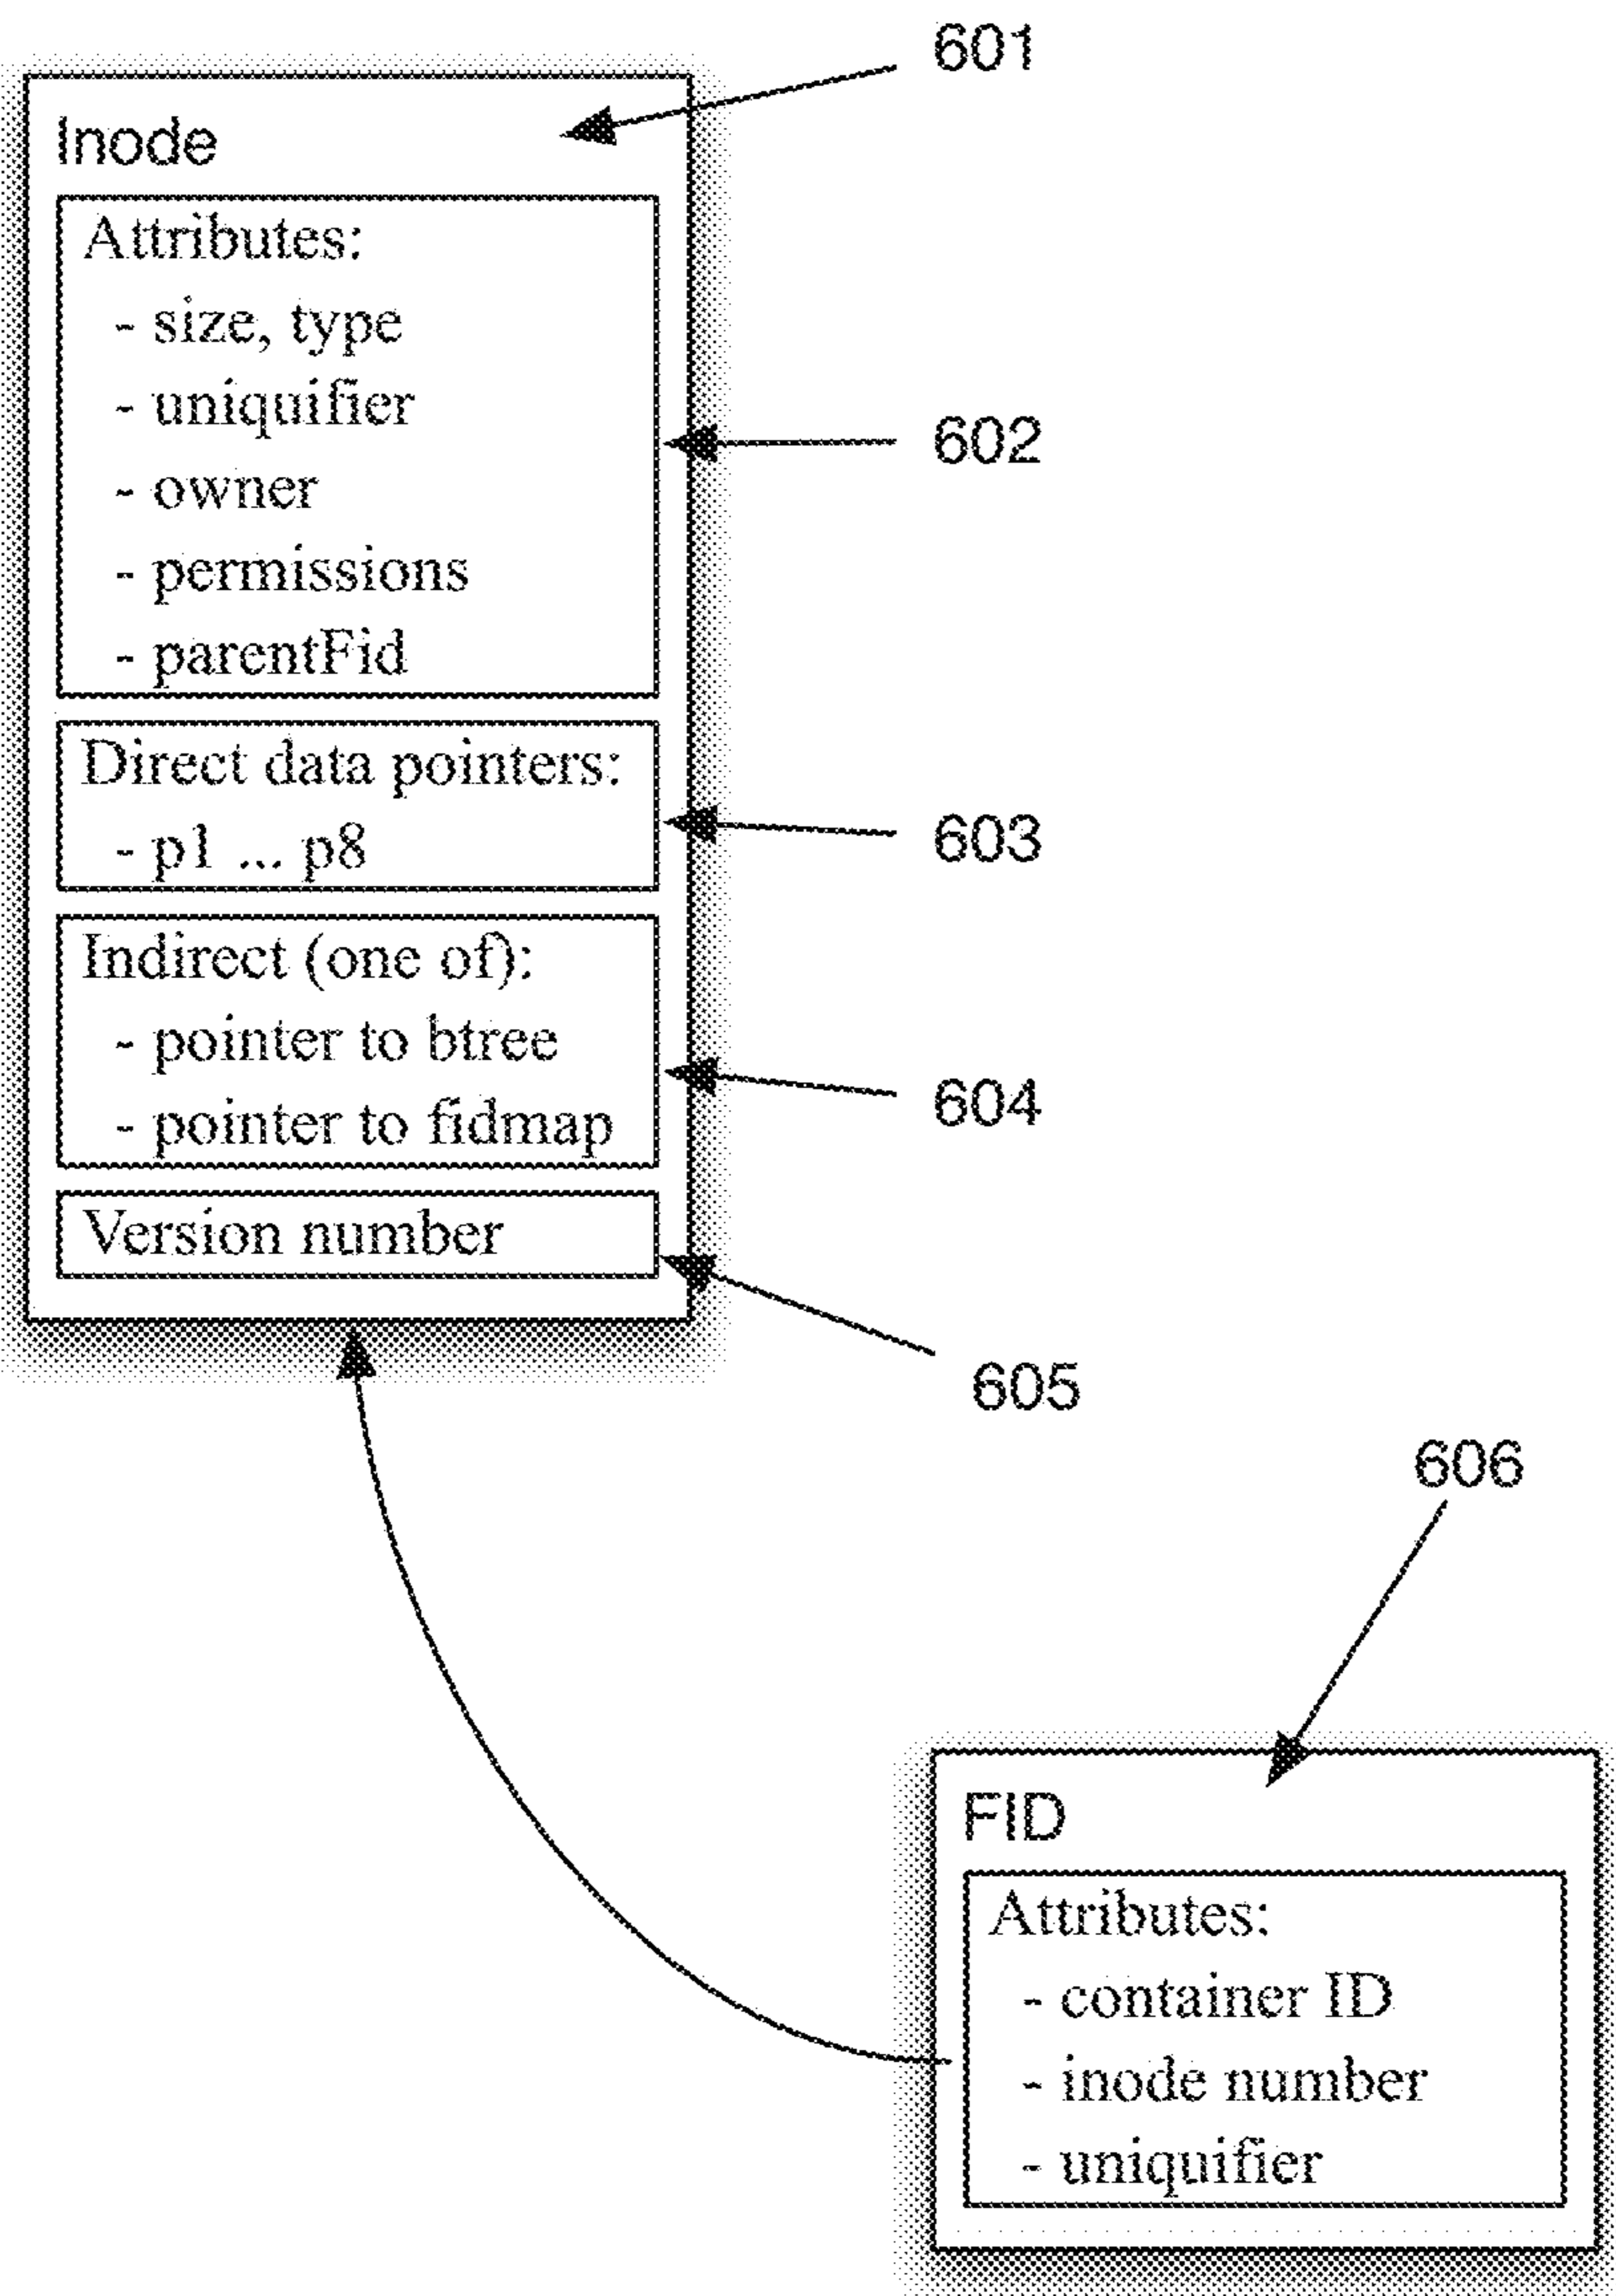 601
Inode
Attributes:
- size, type
- uniquifier
- owner
- permissions
- parentFid
602
Direct data pointers:
- p1 ... p8
603
Indirect (one of):
- pointer to btree
- pointer to fidmap
604
Version number
605
606
FID
Attributes:
- container ID
- inode number
- uniquifier